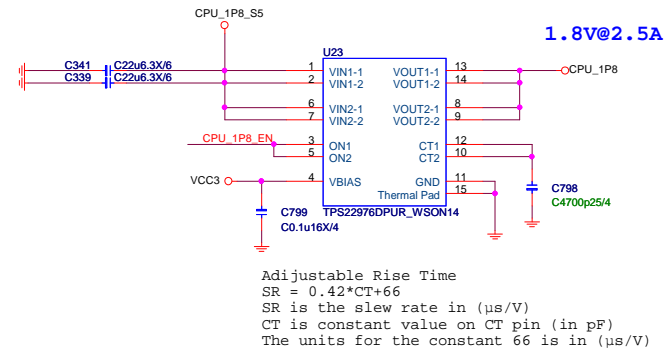 CPU_1P8_S5
1.8V@2.5A
C341 C22u6.3X/6
C339 C22u6.3X/6
U23
1 VIN1-1 VOUT1-1 13
2 VIN1-2 VOUT1-2 14
CPU_1P8
6 VIN2-1 VOUT2-1 8
7 VIN2-2 VOUT2-2 9
CPU_1P8_EN
3 ON1 CT1 12
5 ON2 CT2 10
VCC3 4 VBIAS GND 11
Thermal Pad 15
C798
C4700p25/4
C799
C0.1u16X/4
TPS22976DPUR_WSON14
Adjustable Rise Time
SR = 0.42*CT+66
SR is the slew rate in (µs/V)
CT is constant value on CT pin (in pF)
The units for the constant 66 is in (µs/V)